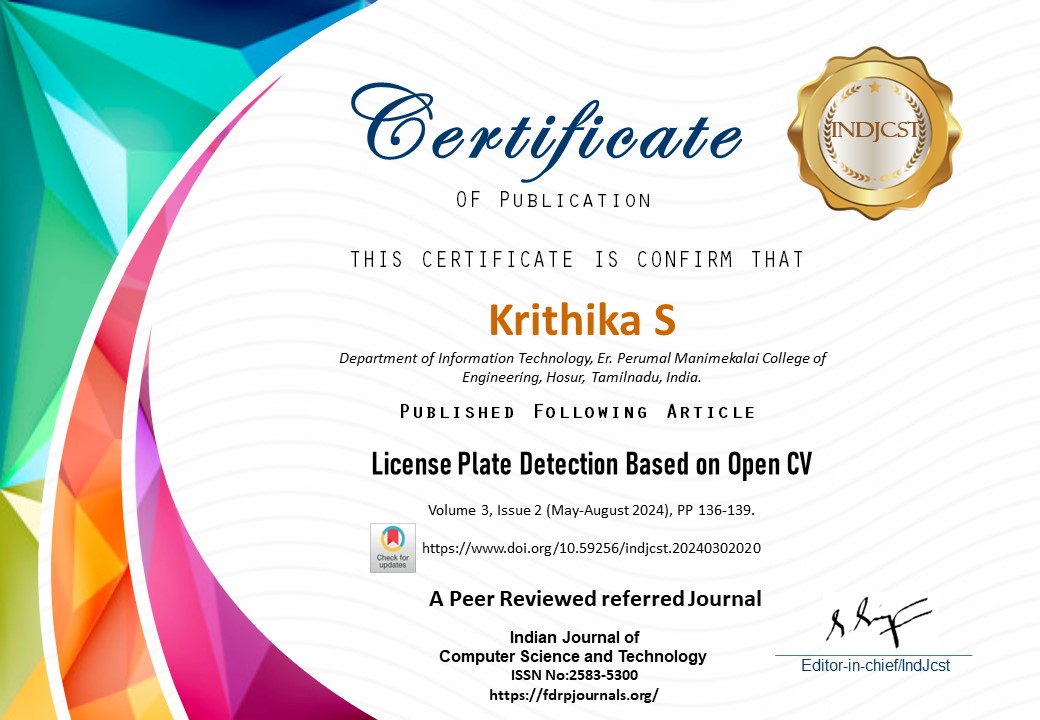 Certificate
INDJCST
OF PUBLICATION
THIS CERTIFICATE IS CONFIRM THAT
Krithika S
Department of Information Technology, Er. Perumal Manimekalai College of
Engineering, Hosur, Tamilnadu, India.
PUBLISHED FOLLOWING ARTICLE
License Plate Detection Based on Open CV
Volume 3, Issue 2 (May-August 2024), PP 136-139.
Check for
updates
https://www.doi.org/10.59256/indjcst.20240302020
A Peer Reviewed referred Journal
Indian Journal of
Computer Science and Technology
ISSN No:2583-5300
https://fdrpjournals.org/
Editor-in-chief/IndJcst